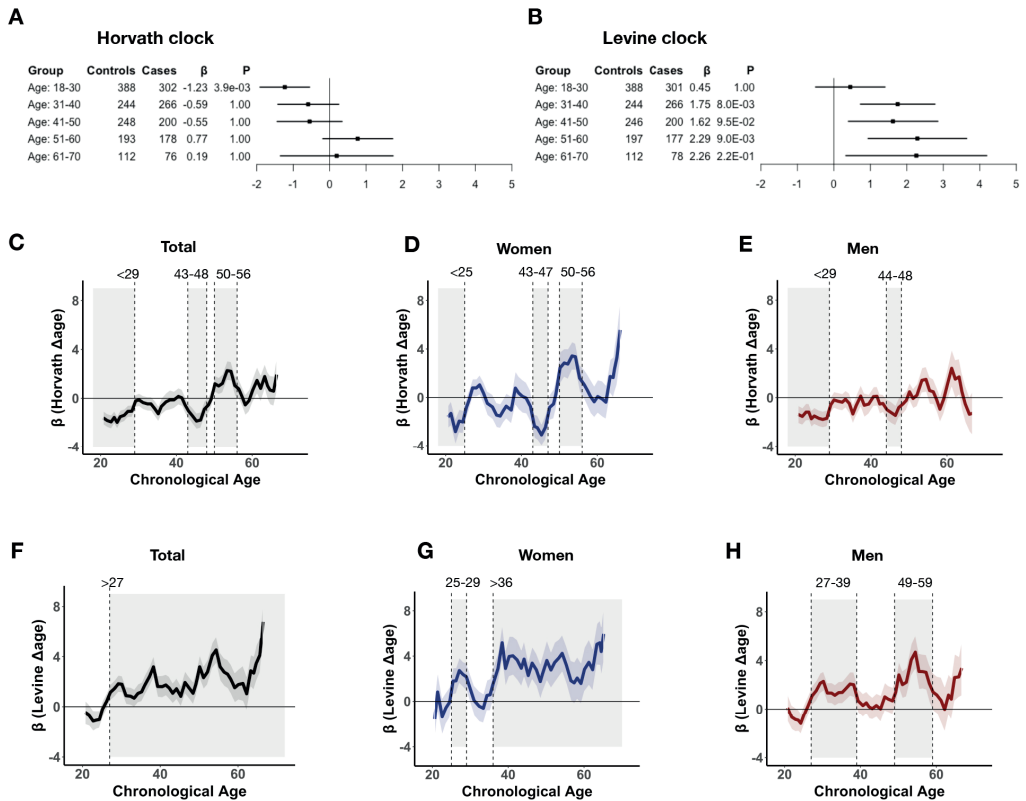 A
Horvath clock
Group Controls Cases β P
Age: 18-30 388 302 -1.23 3.9e-03
Age: 31-40 244 266 -0.59 1.00
Age: 41-50 248 200 -0.55 1.00
Age: 51-60 193 178 0.77 1.00
Age: 61-70 112 76 0.19 1.00
-2 -1 0 1 2 3 4 5
B
Levine clock
Group Controls Cases β P
Age: 18-30 388 301 0.45 1.00
Age: 31-40 244 266 1.75 8.0E-03
Age: 41-50 246 200 1.62 9.5E-02
Age: 51-60 197 177 2.29 9.0E-03
Age: 61-70 112 78 2.26 2.2E-01
-2 -1 0 1 2 3 4 5
C
Total
<29 43-48 50-56
β (Horvath Δage)
8
4
0
-4
20 40 60
Chronological Age
D
Women
<25 43-47 50-56
β (Horvath Δage)
8
4
0
-4
20 40 60
Chronological Age
E
Men
<29 44-48
β (Horvath Δage)
8
4
0
-4
20 40 60
Chronological Age
F
Total
>27
β (Levine Δage)
8
4
0
-4
20 40 60
Chronological Age
G
Women
25-29 >36
β (Levine Δage)
8
4
0
-4
20 40 60
Chronological Age
H
Men
27-39 49-59
β (Levine Δage)
8
4
0
-4
20 40 60
Chronological Age